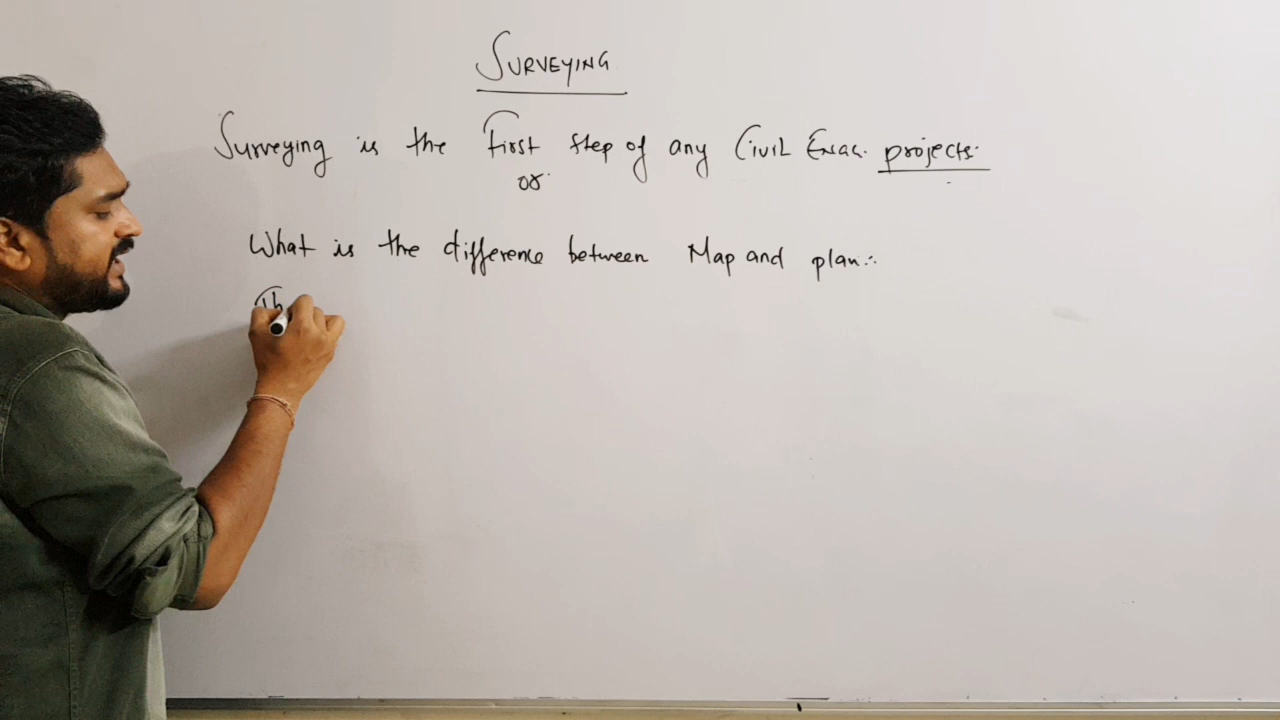 SURVEYING
Surveying is the First step of any Civil Engg. projects.
or
What is the difference between Map and plan:.
Th